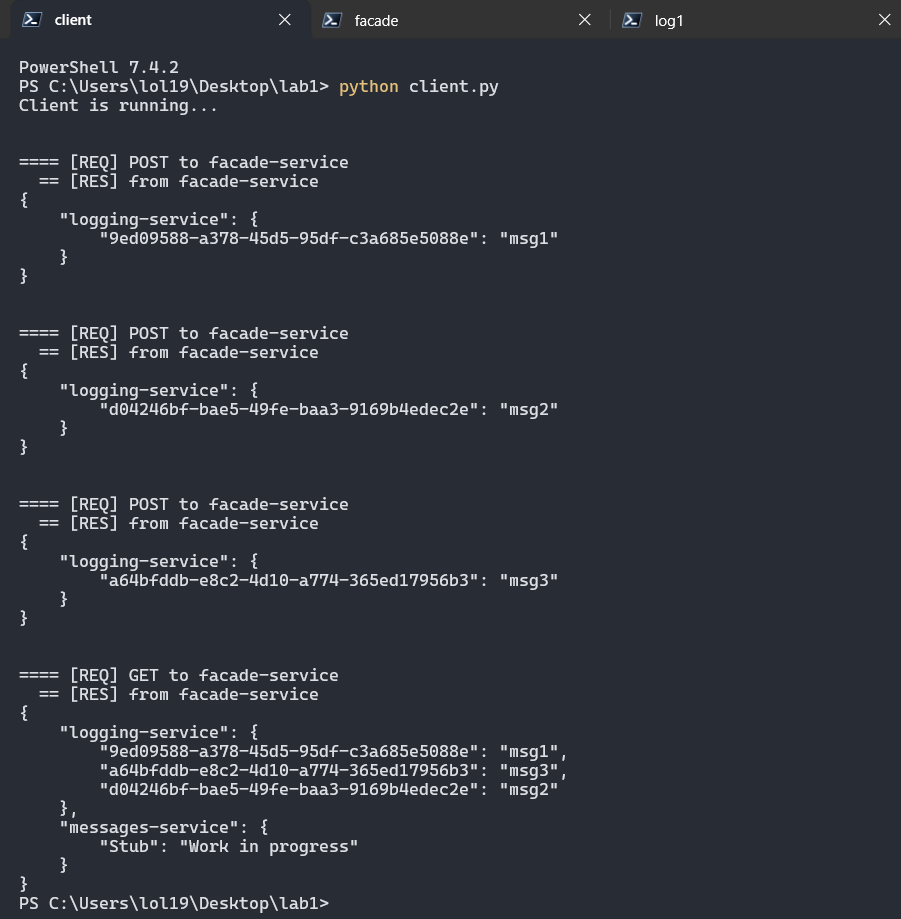 client
facade
log1
PowerShell 7.4.2
PS C:\Users\lol19\Desktop\lab1> python client.py
Client is running...
==== [REQ] POST to facade-service
  == [RES] from facade-service
{
    "logging-service": {
        "9ed09588-a378-45d5-95df-c3a685e5088e": "msg1"
    }
}
==== [REQ] POST to facade-service
  == [RES] from facade-service
{
    "logging-service": {
        "d04246bf-bae5-49fe-baa3-9169b4edec2e": "msg2"
    }
}
==== [REQ] POST to facade-service
  == [RES] from facade-service
{
    "logging-service": {
        "a64bfddb-e8c2-4d10-a774-365ed17956b3": "msg3"
    }
}
==== [REQ] GET to facade-service
  == [RES] from facade-service
{
    "logging-service": {
        "9ed09588-a378-45d5-95df-c3a685e5088e": "msg1",
        "a64bfddb-e8c2-4d10-a774-365ed17956b3": "msg3",
        "d04246bf-bae5-49fe-baa3-9169b4edec2e": "msg2"
    },
    "messages-service": {
        "Stub": "Work in progress"
    }
}
PS C:\Users\lol19\Desktop\lab1>